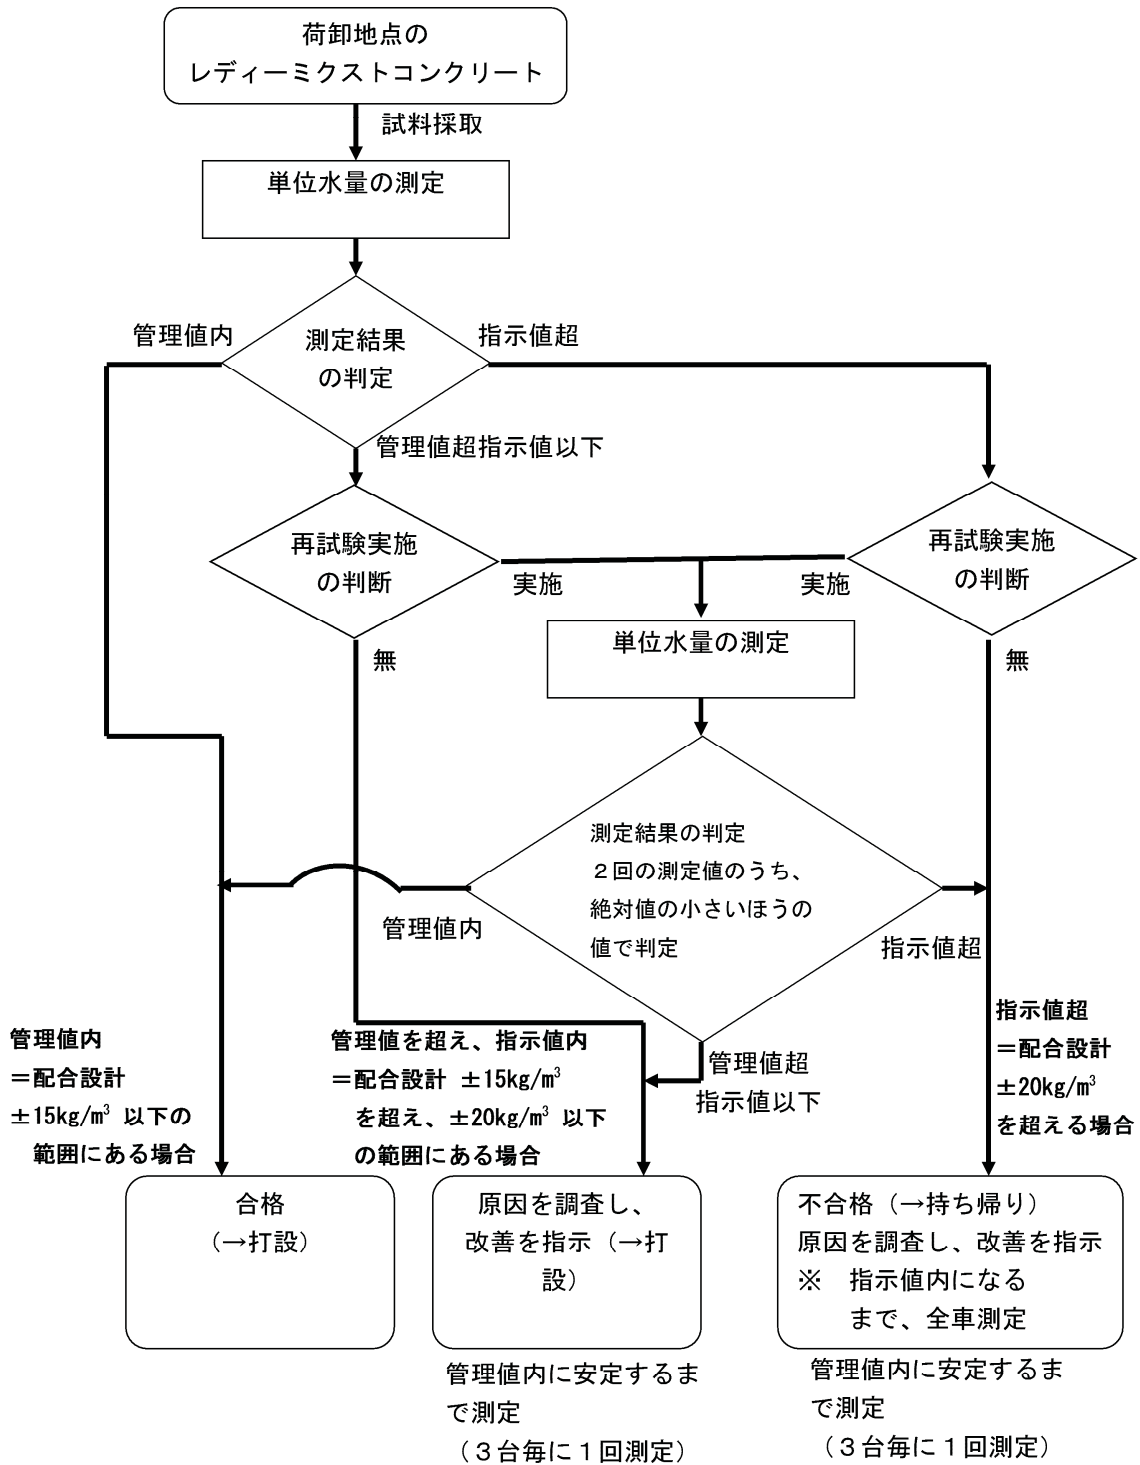 荷卸地点の
レディーミクストコンクリート
試料採取
単位水量の測定
管理値内
測定結果
の判定
指示値超
管理値超指示値以下
再試験実施
の判断
実施
実施
再試験実施
の判断
無
単位水量の測定
無
測定結果の判定
２回の測定値のうち、
絶対値の小さいほうの
値で判定
管理値内
指示値超
管理値内
＝配合設計
±15kg/m³ 以下の
範囲にある場合
管理値を超え、指示値内
＝配合設計 ±15kg/m³
を超え、±20kg/m³ 以下
の範囲にある場合
管理値超
指示値以下
指示値超
＝配合設計
±20kg/m³
を超える場合
合格
（→打設）
原因を調査し、
改善を指示（→打
設）
不合格（→持ち帰り）
原因を調査し、改善を指示
※　指示値内になる
まで、全車測定
管理値内に安定するま
で測定
（３台毎に１回測定）
管理値内に安定するま
で測定
（３台毎に１回測定）